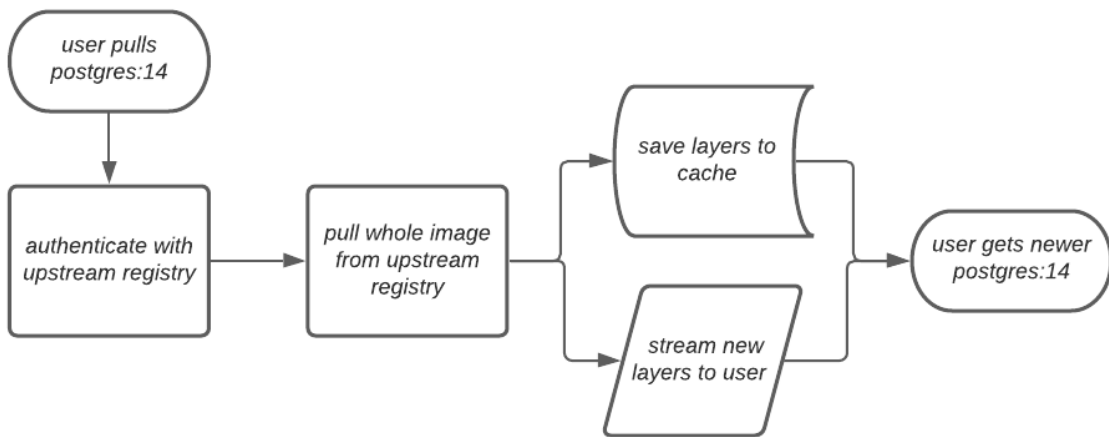 user pulls
postgres:14
authenticate with
upstream registry
pull whole image
from upstream
registry
save layers to
cache
stream new
layers to user
user gets newer
postgres:14